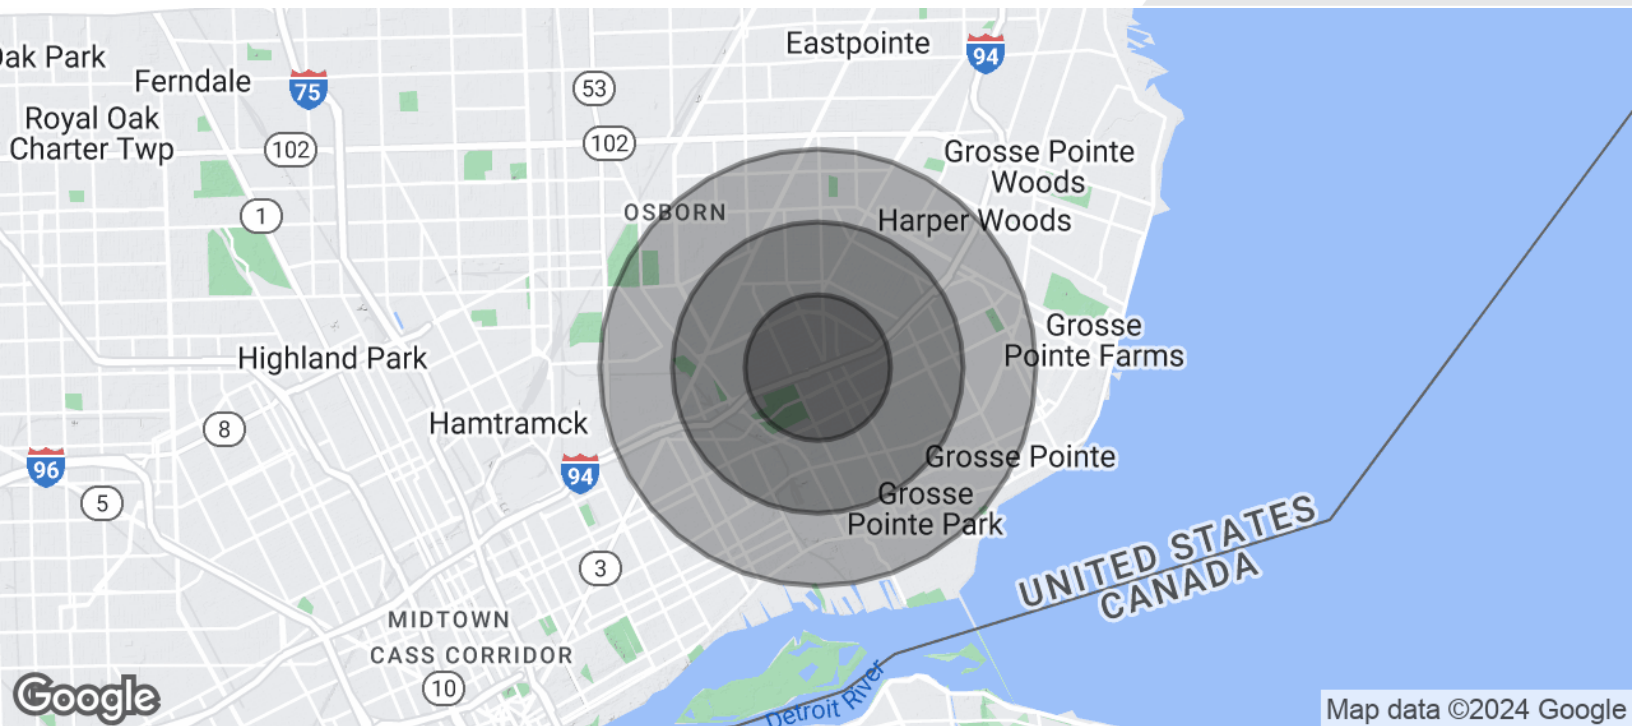 Eastpointe
94
Oak Park
Ferndale
75
53
Royal Oak
Charter Twp
102
102
Grosse Pointe
Woods
1
OSBORN
Harper Woods
Grosse
Pointe Farms
Highland Park
8
Hamtramck
96
94
Grosse Pointe
5
Grosse
Pointe Park
UNITED STATES
CANADA
3
MIDTOWN
CASS CORRIDOR
10
Detroit River
Google
Map data ©2024 Google